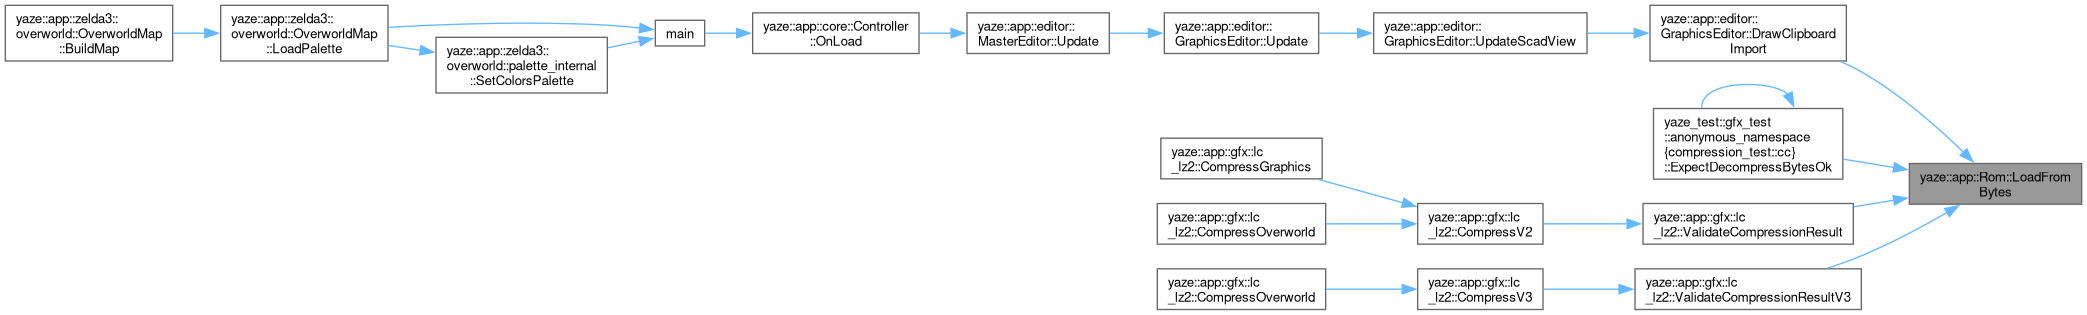 yaze::app::zelda3::
overworld::OverworldMap
::BuildMap
yaze::app::zelda3::
overworld::OverworldMap
::LoadPalette
yaze::app::zelda3::
overworld::palette_internal
::SetColorsPalette
main
yaze::app::core::Controller
::OnLoad
yaze::app::editor::
MasterEditor::Update
yaze::app::editor::
GraphicsEditor::Update
yaze::app::editor::
GraphicsEditor::UpdateScadView
yaze::app::editor::
GraphicsEditor::DrawClipboard
Import
yaze_test::gfx_test
::anonymous_namespace
{compression_test::cc}
::ExpectDecompressBytesOk
yaze::app::Rom::LoadFrom
Bytes
yaze::app::gfx::lc
_lz2::CompressGraphics
yaze::app::gfx::lc
_lz2::CompressOverworld
yaze::app::gfx::lc
_lz2::CompressV2
yaze::app::gfx::lc
_lz2::ValidateCompressionResult
yaze::app::gfx::lc
_lz2::CompressOverworld
yaze::app::gfx::lc
_lz2::CompressV3
yaze::app::gfx::lc
_lz2::ValidateCompressionResultV3